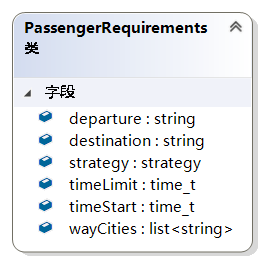 PassengerRequirements
类
字段
departure : string
destination : string
strategy : strategy
timeLimit : time_t
timeStart : time_t
wayCities : list<string>